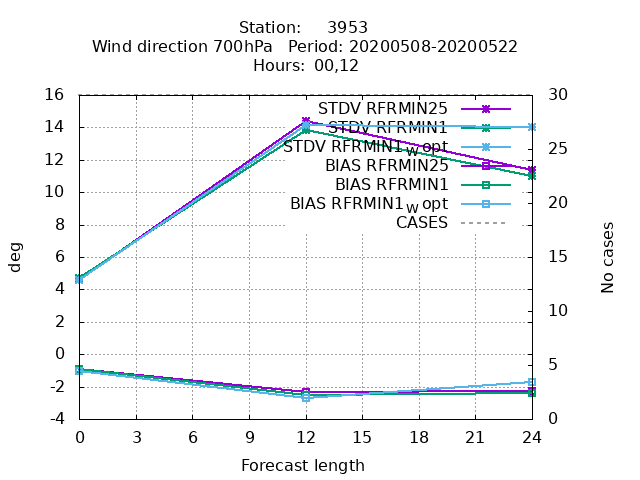 Station: 3953
Wind direction 700hPa Period: 20200508-20200522
Hours: 00,12
16 30
STDV RFRMIN25
14 STDV RFRMIN1
25
STDV RFRMIN1W opt
12 BIAS RFRMIN25
BIAS RFRMIN1
10 20
BIAS RFRMIN1W opt
8 CASES
6 15
deg No cases
4
10
2
0
5
-2
-4 0
0 3 6 9 12 15 18 21 24
Forecast length